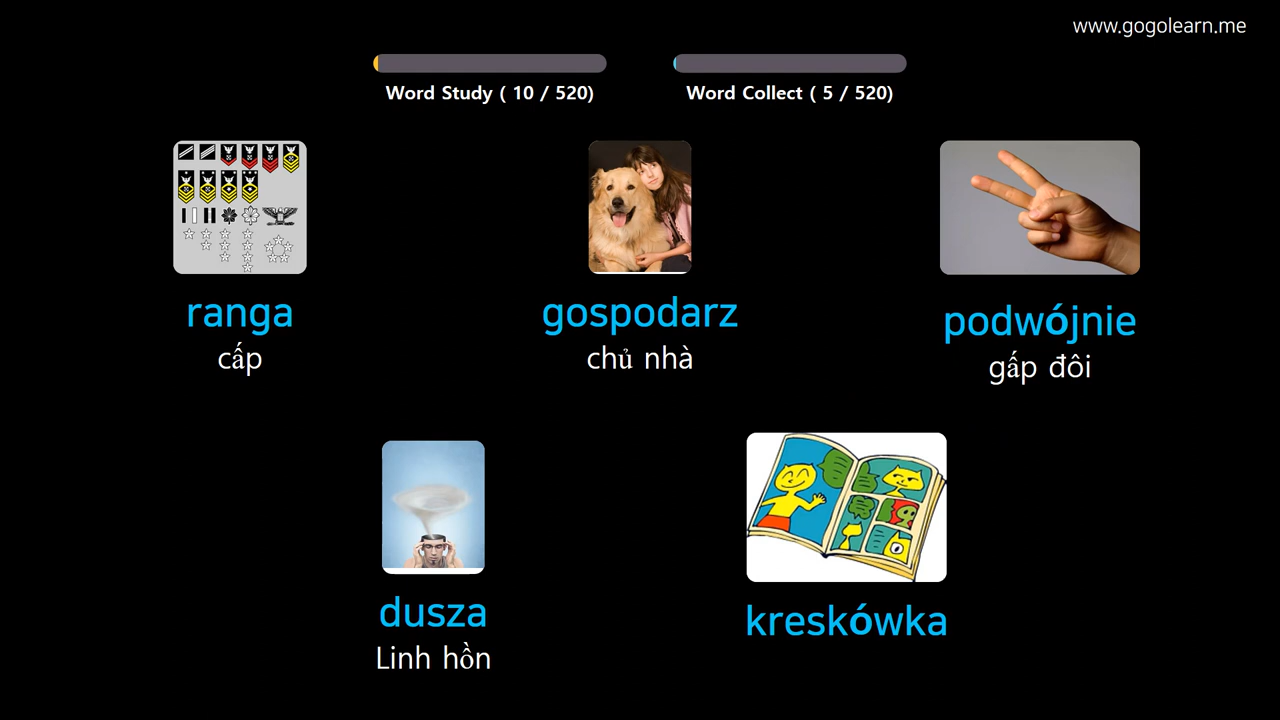 www.gogolearn.me
Word Study ( 10 / 520)
Word Collect ( 5 / 520)
ranga
cấp
gospodarz
chủ nhà
podwójnie
gấp đôi
dusza
Linh hồn
kreskówka